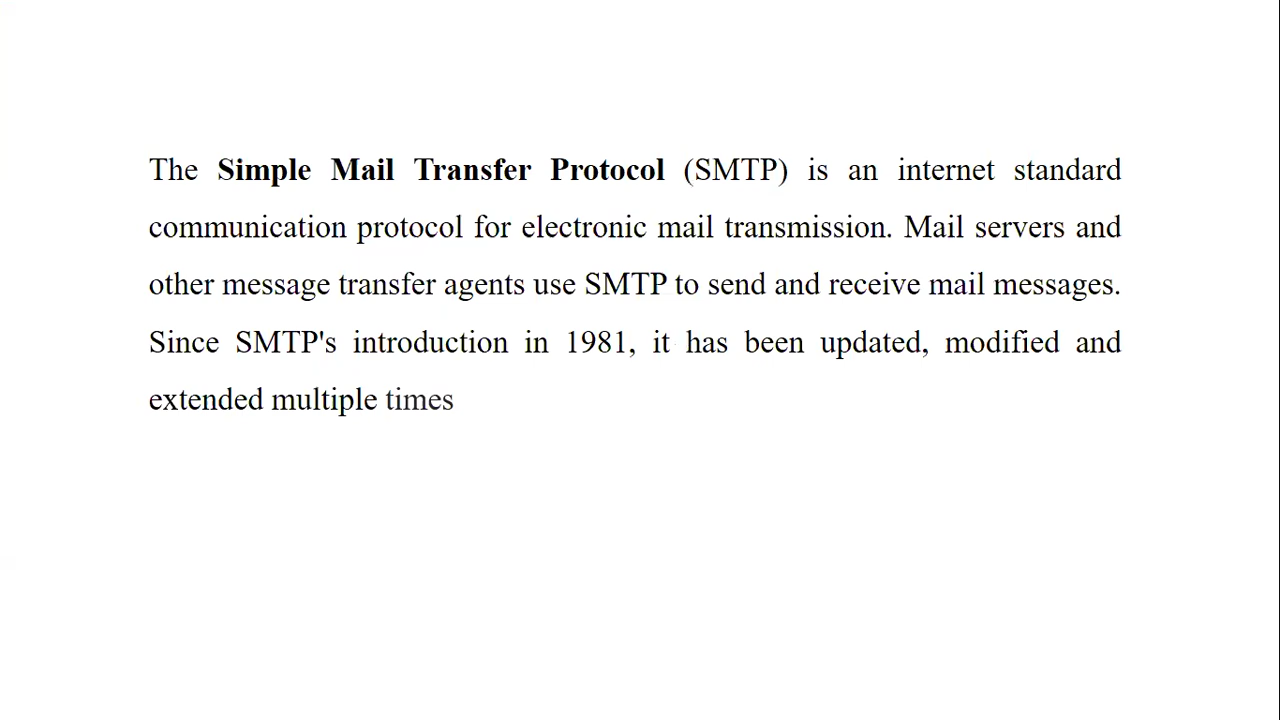 The Simple Mail Transfer Protocol (SMTP) is an internet standard
communication protocol for electronic mail transmission. Mail servers and
other message transfer agents use SMTP to send and receive mail messages.
Since SMTP's introduction in 1981, it has been updated, modified and
extended multiple times